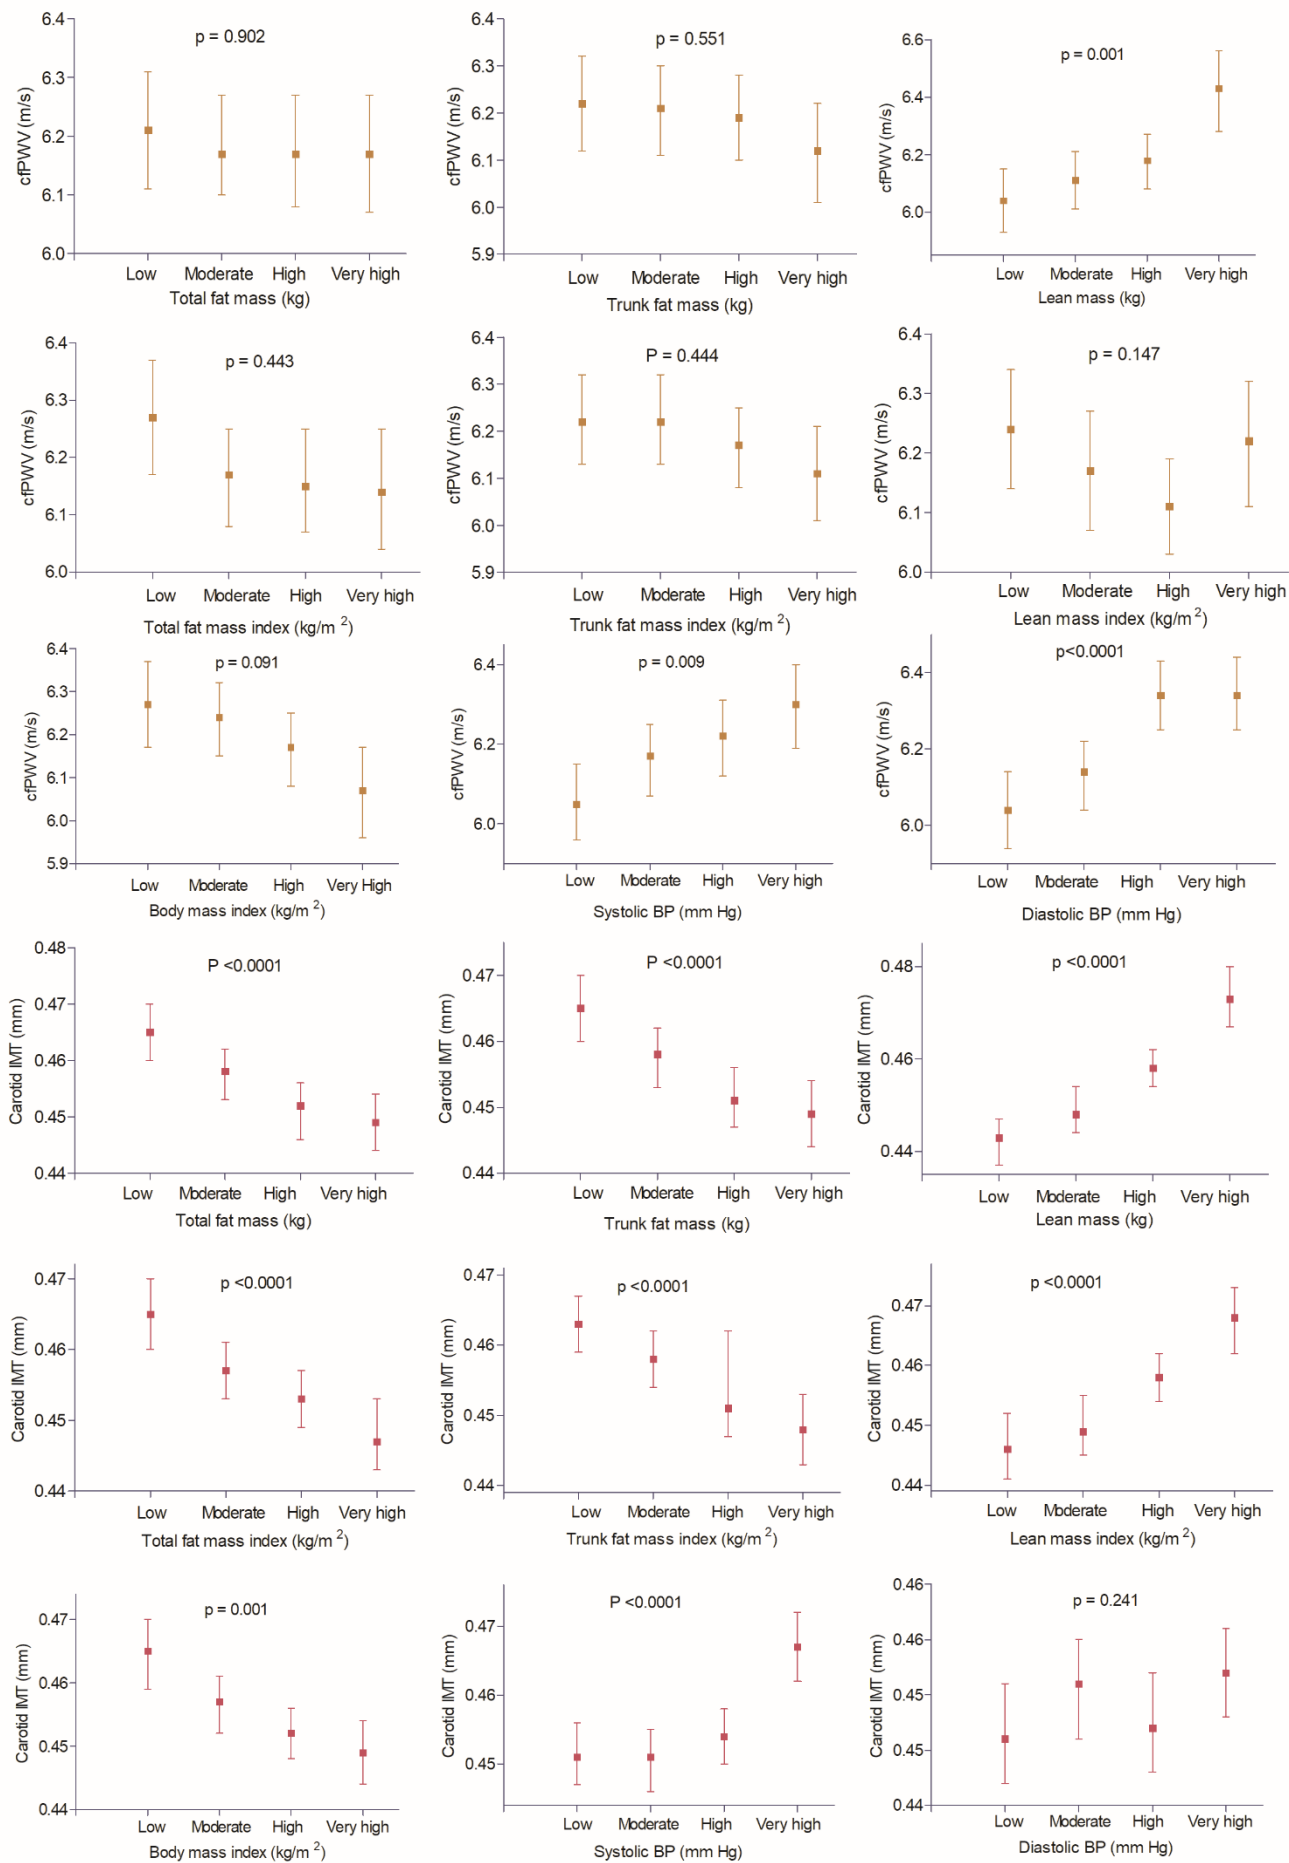 p = 0.902
cfPWV (m/s)
6.4
6.3
6.2
6.1
6.0
Low Moderate High Very high
Total fat mass (kg)
p = 0.551
cfPWV (m/s)
6.4
6.3
6.2
6.1
6.0
5.9
Low Moderate High Very high
Trunk fat mass (kg)
p = 0.001
cfPWV (m/s)
6.6
6.4
6.2
6.0
Low Moderate High Very high
Lean mass (kg)
p = 0.443
cfPWV (m/s)
6.4
6.3
6.2
6.1
6.0
Low Moderate High Very high
Total fat mass index (kg/m 2)
P = 0.444
cfPWV (m/s)
6.4
6.3
6.2
6.1
6.0
5.9
Low Moderate High Very high
Trunk fat mass index (kg/m2)
p = 0.147
cfPWV (m/s)
6.4
6.3
6.2
6.1
6.0
Low Moderate High Very high
Lean mass index (kg/m2)
p = 0.091
cfPWV (m/s)
6.4
6.3
6.2
6.1
6.0
5.9
Low Moderate High Very High
Body mass index (kg/m2)
p = 0.009
cfPWV (m/s)
6.4
6.2
6.0
Low Moderate High Very high
Systolic BP (mm Hg)
p<0.0001
cfPWV (m/s)
6.4
6.2
6.0
Low Moderate High Very high
Diastolic BP (mm Hg)
P <0.0001
Carotid IMT (mm)
0.48
0.47
0.46
0.45
0.44
Low Moderate High Very high
Total fat mass (kg)
P <0.0001
Carotid IMT (mm)
0.47
0.46
0.45
0.44
Low Moderate High Very high
Trunk fat mass (kg)
p <0.0001
Carotid IMT (mm)
0.48
0.46
0.44
Low Moderate High Very high
Lean mass (kg)
p <0.0001
Carotid IMT (mm)
0.47
0.46
0.45
0.44
Low Moderate High Very high
Total fat mass index (kg/m2)
p <0.0001
Carotid IMT (mm)
0.47
0.46
0.45
0.44
Low Moderate High Very high
Trunk fat mass index (kg/m2)
p <0.0001
Carotid IMT (mm)
0.47
0.46
0.45
0.44
Low Moderate High Very high
Lean mass index (kg/m2)
p = 0.001
Carotid IMT (mm)
0.47
0.46
0.45
0.44
Low Moderate High Very high
Body mass index (kg/m2)
P <0.0001
Carotid IMT (mm)
0.47
0.46
0.45
Low Moderate High Very high
Systolic BP (mm Hg)
p = 0.241
Carotid IMT (mm)
0.46
0.46
0.45
0.45
0.44
Low Moderate High Very high
Diastolic BP (mm Hg)